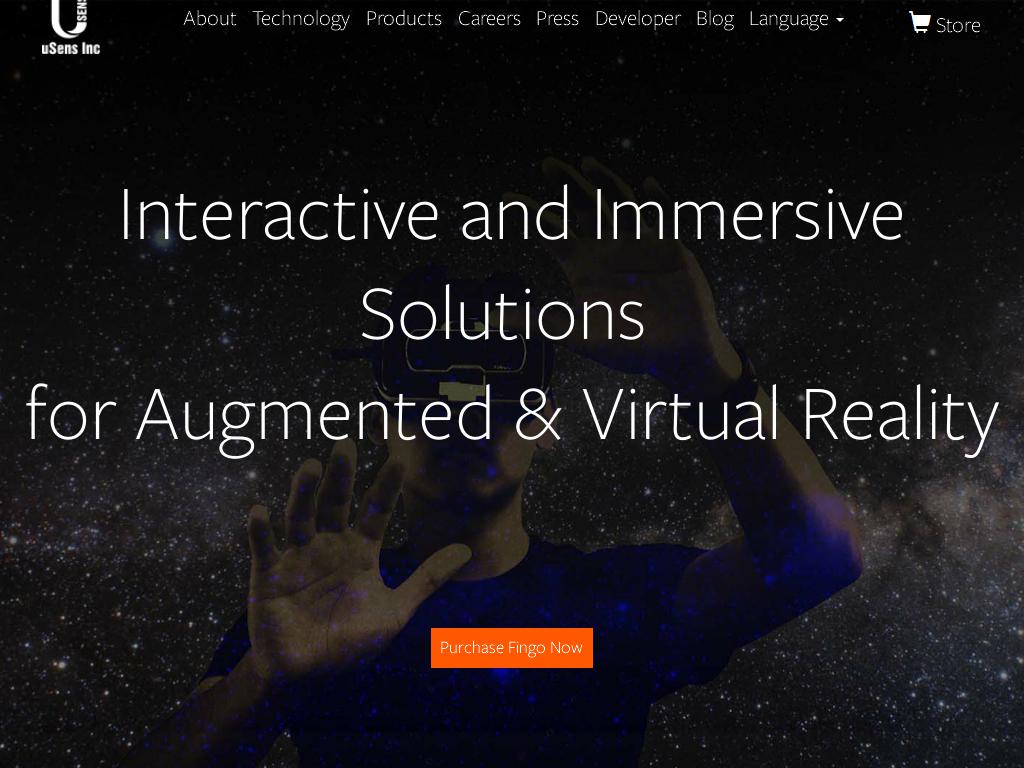 USENS
uSens Inc
About Technology Products Careers Press Developer Blog Language
Store
Interactive and Immersive
Solutions
for Augmented & Virtual Reality
Purchase Fingo Now